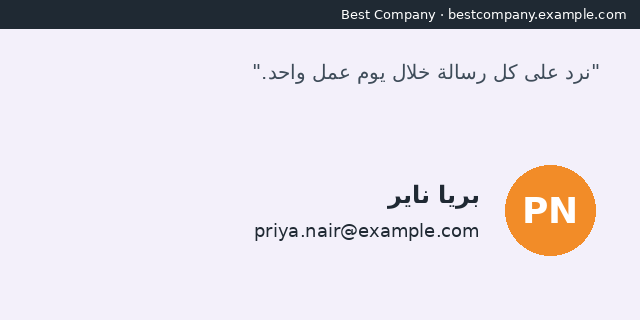 Best Company · bestcompany.example.com
"نرد على كل رسالة خلال يوم عمل واحد."
PN
بريا ناير
priya.nair@example.com